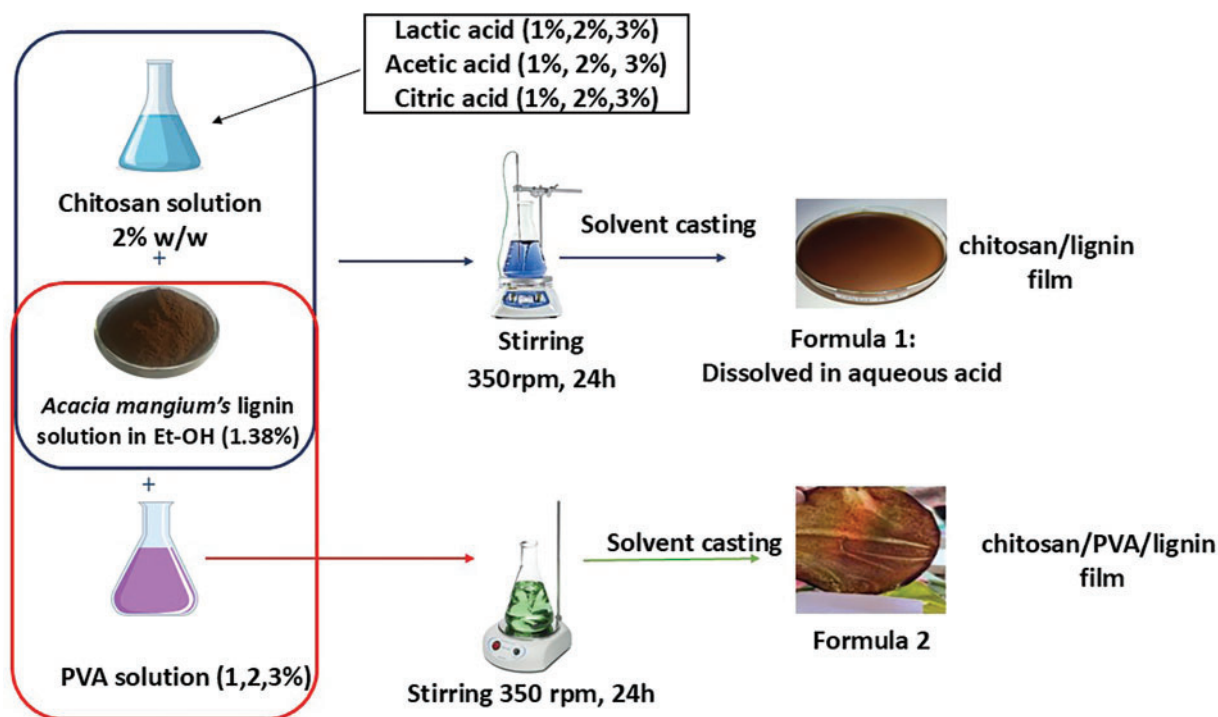 Lactic acid (1%,2%,3%)
Acetic acid (1%, 2%, 3%)
Citric acid (1%, 2%,3%)
Chitosan solution
2% w/w
+
Acacia mangium's lignin
solution in Et-OH (1.38%)
+
PVA solution (1,2,3%)
Stirring
350rpm, 24h
Solvent casting
Formula 1:
Dissolved in aqueous acid
chitosan/lignin
film
Stirring 350 rpm, 24h
Solvent casting
Formula 2
chitosan/PVA/lignin
film